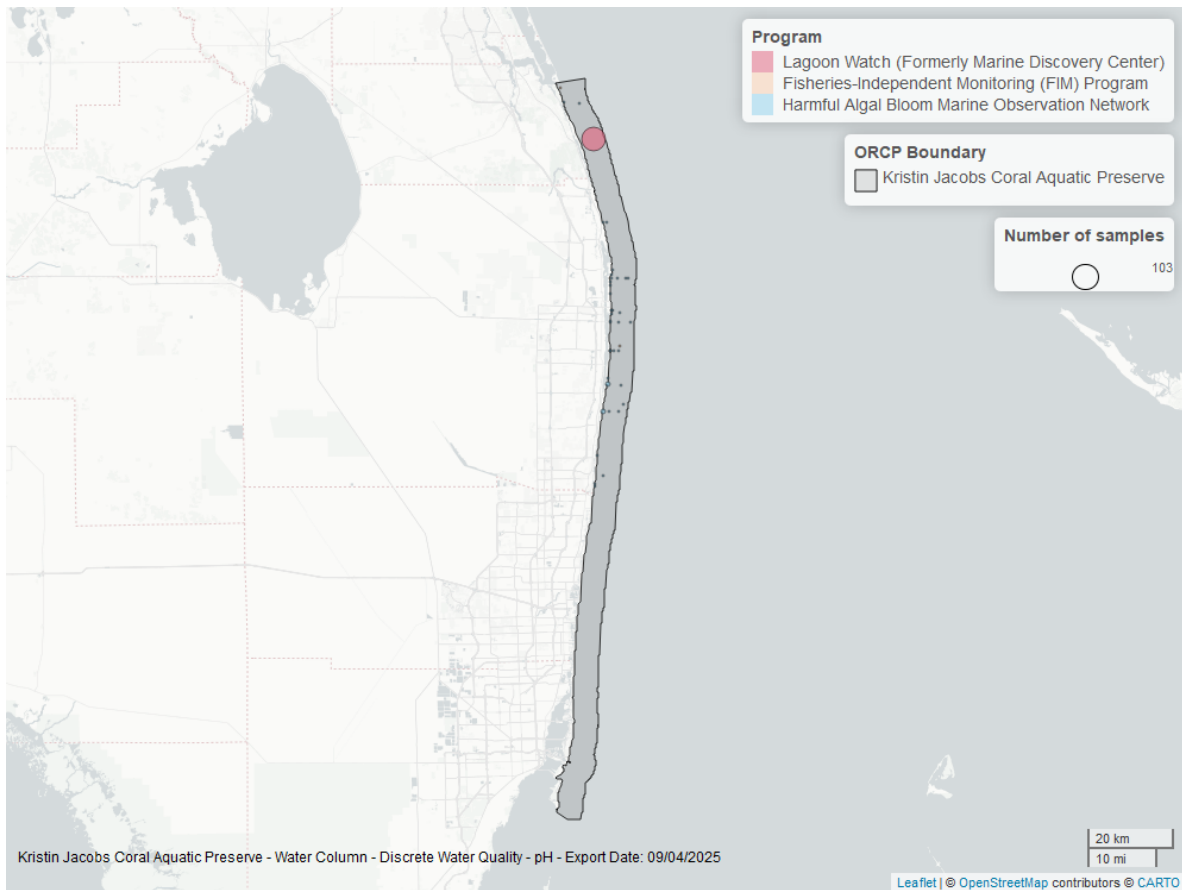 Program
Lagoon Watch (Formerly Marine Discovery Center)
Fisheries-Independent Monitoring (FIM) Program
Harmful Algal Bloom Marine Observation Network
ORCP Boundary
Kristin Jacobs Coral Aquatic Preserve
Number of samples
103
20 km
10 mi
Kristin Jacobs Coral Aquatic Preserve - Water Column - Discrete Water Quality - pH - Export Date: 09/04/2025
Leaflet | © OpenStreetMap contributors © CARTO